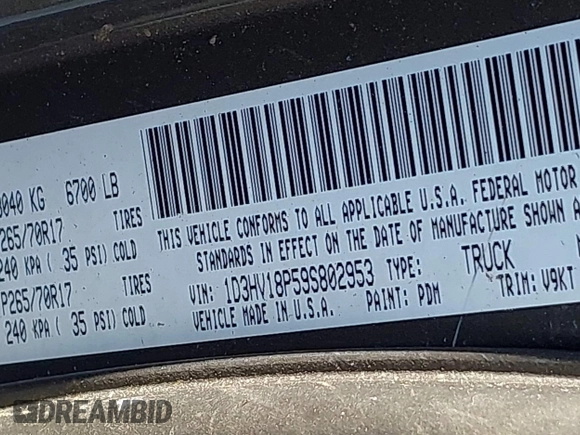 3040 KG 6700 LB
P265/70R17 TIRES
240 KPA ( 35 PSI) COLD
P265/70R17 TIRES
240 KPA ( 35 PSI) COLD
THIS VEHICLE CONFORMS TO ALL APPLICABLE U.S.A. FEDERAL MOTOR
STANDARDS IN EFFECT ON THE DATE OF MANUFACTURE SHOWN
VIN: 1D3HV18P59S802953 TYPE: TRUCK
VEHICLE MADE IN U.S.A. PAINT: PDM TRIM: V9KT
DREAMBID